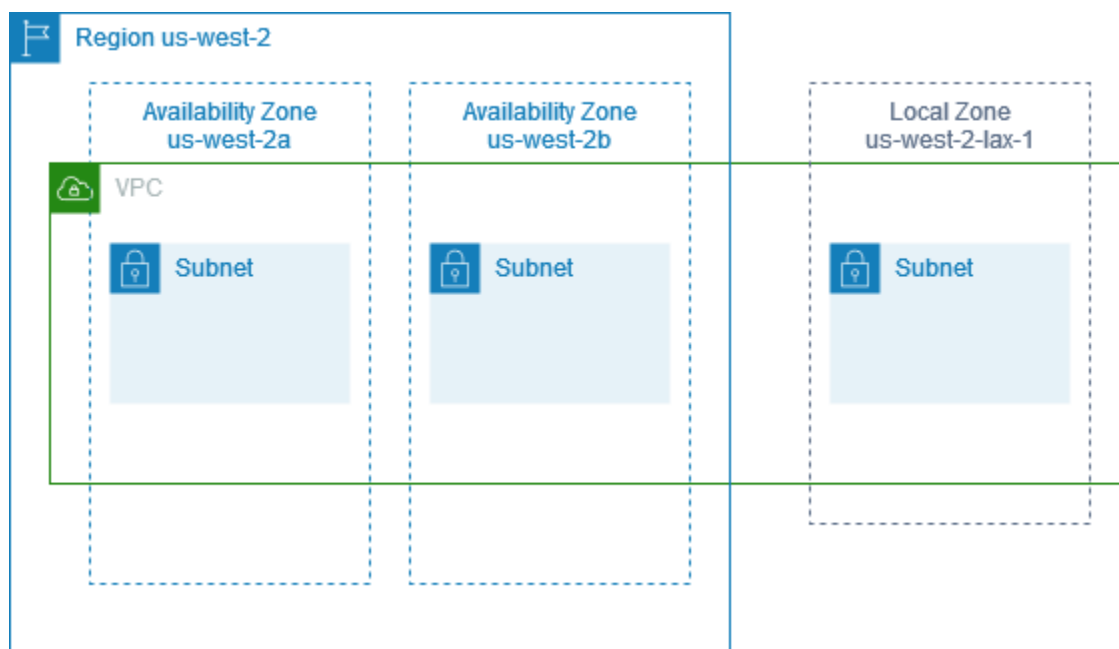 Region us-west-2
Availability Zone
us-west-2a
Availability Zone
us-west-2b
Local Zone
us-west-2-lax-1
VPC
Subnet
Subnet
Subnet